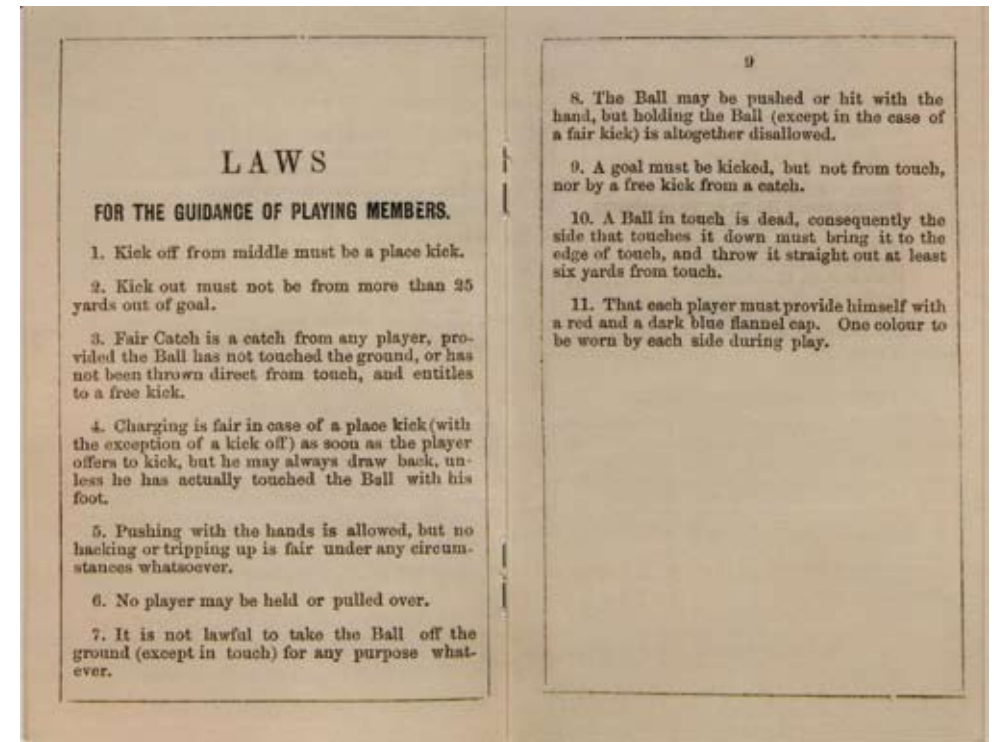 LAWS
FOR THE GUIDANCE OF PLAYING MEMBERS.
1. Kick off from middle must be a place kick.
2. Kick out must not be from more than 25
yards out of goal.
3. Fair Catch is a catch from any player, pro-
vided the Ball has not touched the ground, or has
not been thrown direct from touch, and entitles
to a free kick.
4. Charging is fair in case of a place kick (with
the exception of a kick off) as soon as the player
offers to kick, but he may always draw back, un-
less he has actually touched the Ball with his
foot.
5. Pushing with the hands is allowed, but no
hacking or tripping up is fair under any circum-
stances whatsoever.
6. No player may be held or pulled over.
7. It is not lawful to take the Ball off the
ground (except in touch) for any purpose what-
ever.
9
8. The Ball may be pushed or hit with the
hand, but holding the Ball (except in the case of
a fair kick) is altogether disallowed.
9. A goal must be kicked, but not from touch,
nor by a free kick from a catch.
10. A Ball in touch is dead, consequently the
side that touches it down must bring it to the
edge of touch, and throw it straight out at least
six yards from touch.
11. That each player must provide himself with
a red and a dark blue flannel cap. One colour to
be worn by each side during play.